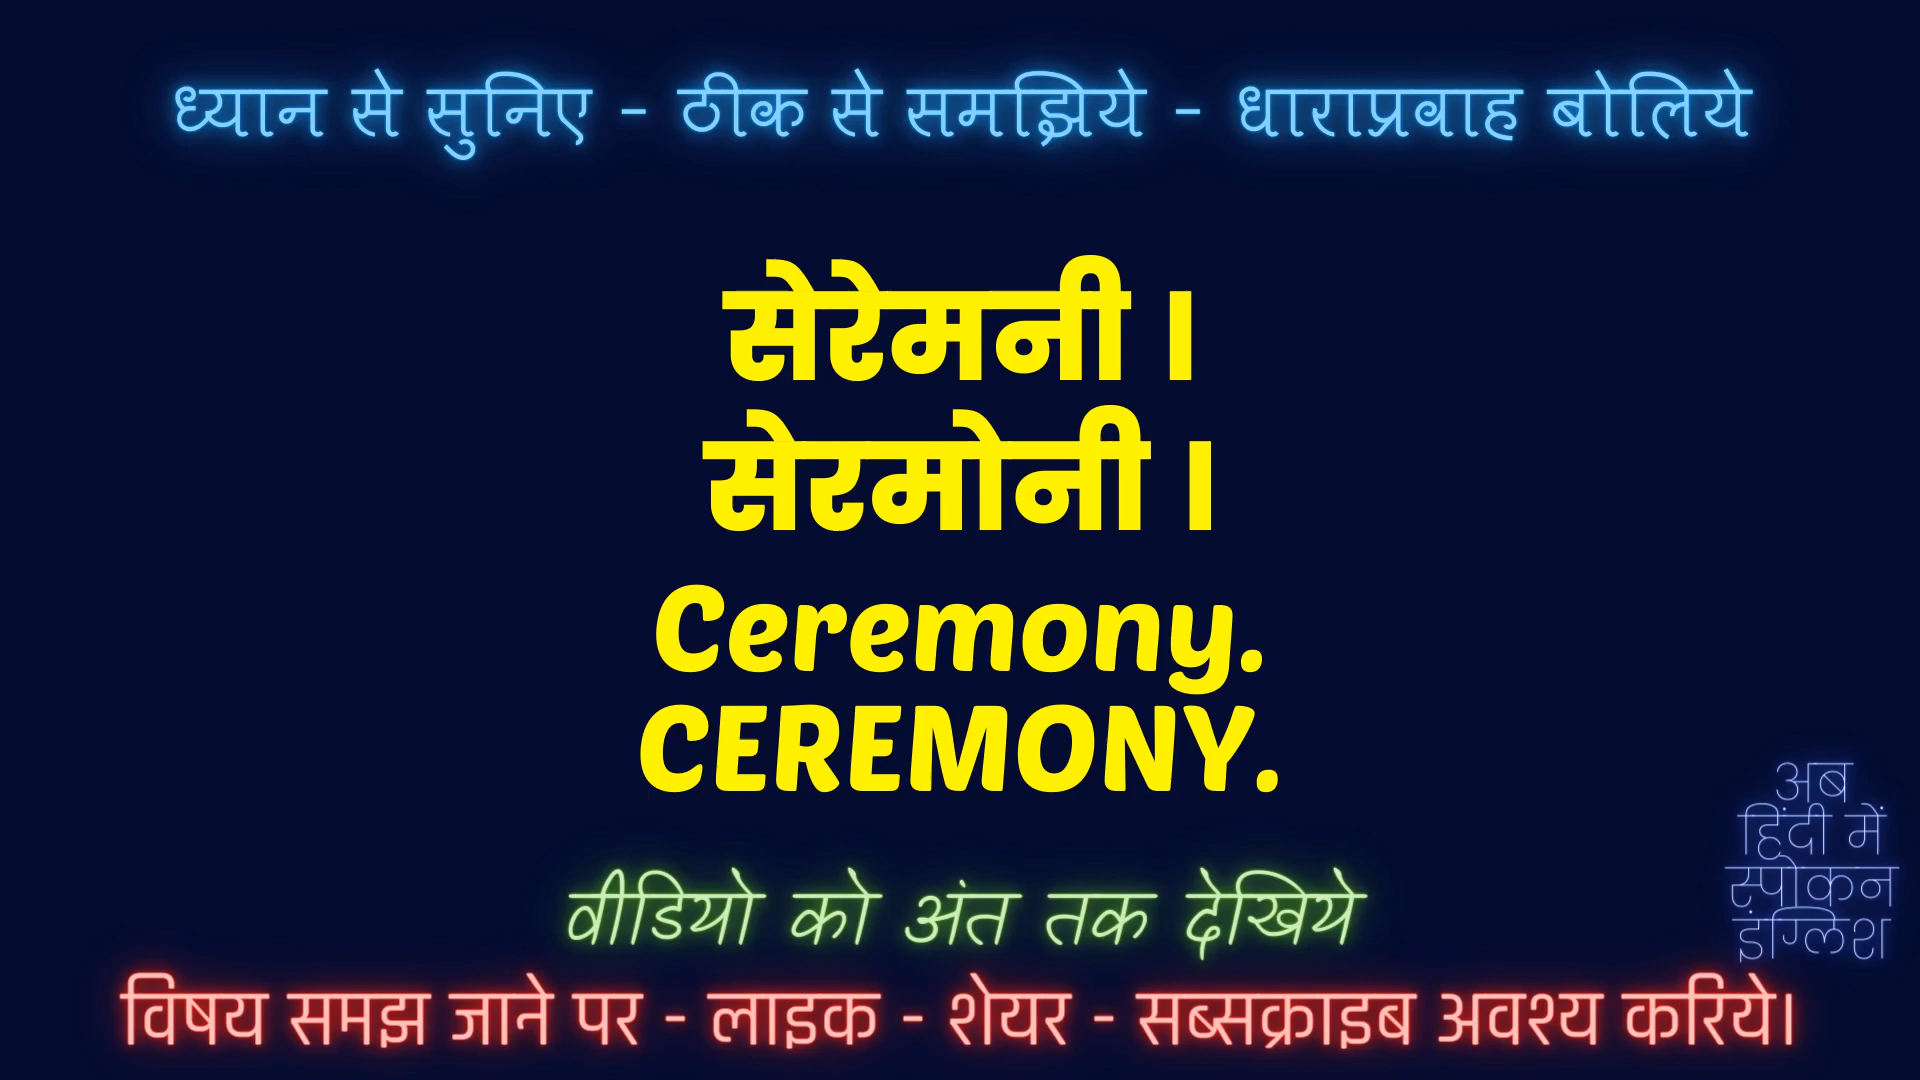 ध्यान से सुनिए - ठीक से समझिये - धाराप्रवाह बोलिये
सेरेमनी ।
सेरमोनी ।
Ceremony.
CEREMONY.
अब
हिंदी में
स्पोकन
इंग्लिश
वीडियो को अंत तक देखिये
विषय समझ जाने पर - लाइक - शेयर - सब्सक्राइब अवश्य करिये।